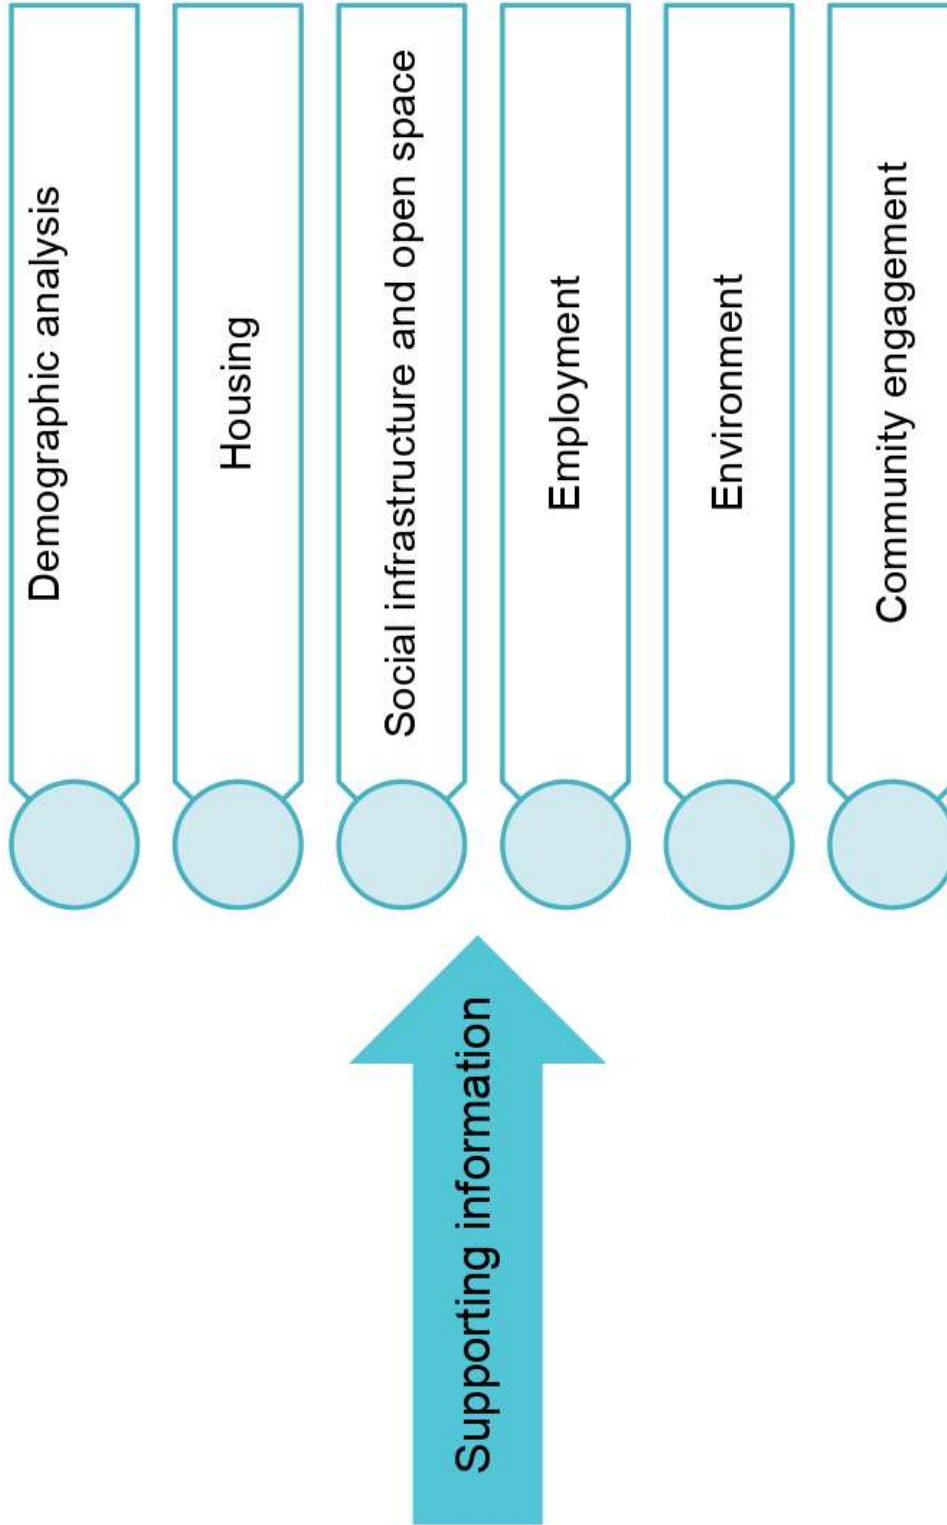 Supporting information
Demographic analysis
Housing
Social infrastructure and open space
Employment
Environment
Community engagement